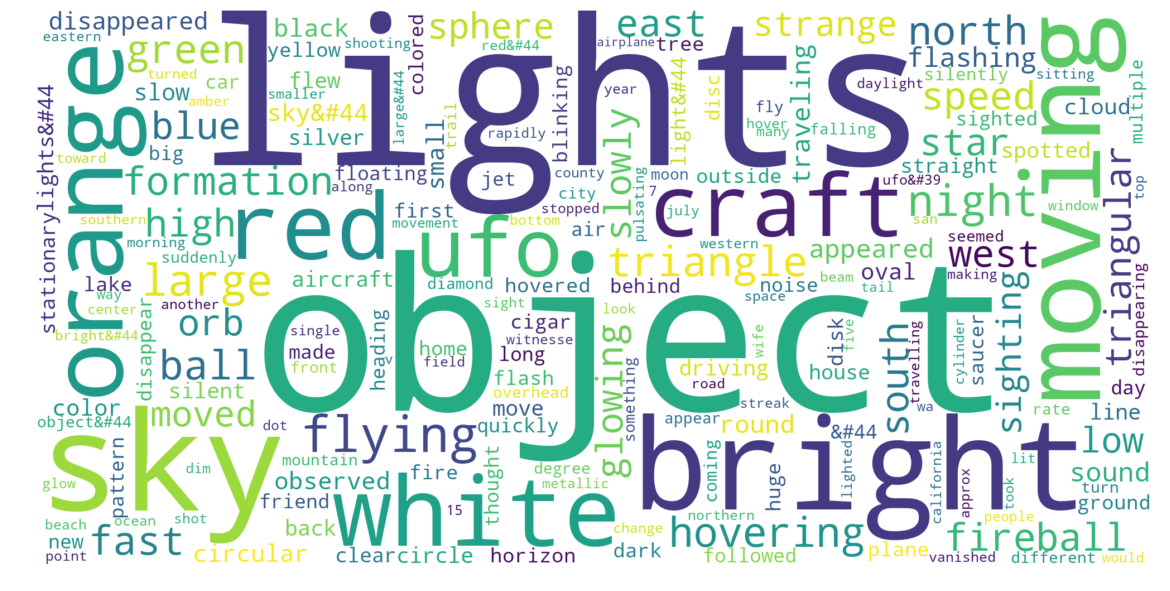 disappeared
eastern
green
turned
slow
amber
car
blue
big
black
yellow
shooting
flew
smaller
sky&#44
silver
large&#44
colored
lights
sphere
red&#44
trail
small
rapidly
blinking
airplane
year
east
tree
light&#44
disc
strange
flashing
north
daylight
silently
sitting
fly
hover
many
falling
traveling
speed
sighted
cloud
multiple
star
spotted
straight
moving
orange
stationarylights&#44
toward
formation
floating
along
jet
county
city
7
moon
outside
slowly
pulsating
stopped
july
craft
ufo&#39
night
san
window
top
triangular
disappearing
southern
high
morning
suddenly
red
first
movement
bottom
air
ufo
western
triangle
appeared
seemed
west
making
lake
way
center
another
large
aircraft
diamond
hovered
behind
noise
beam
oval
tail
space
sight
look
bright&#44
disappear
orb
single
made
front
heading
home
field
cigar
witnesse
long
object
glowing
something
driving
road
wife
house
disk
five
south
travelling
saucer
cylinder
sighting
day
ball
silent
flash
overhead
color
object&#44
moved
move
quickly
streak
appear
round
&#44
wa
rate
line
sky
dot
flying
bright
low
pattern
dim
mountain
fire
degree
metallic
coming
huge
lighted
california
approx
lit
took
sound
turn
ground
glow
observed
friend
white
15
thought
beach
ocean
shot
new
point
fast
back
circular
clear
circle
horizon
change
dark
northern
hovering
followed
plane
people
fireball
vanished
different
would